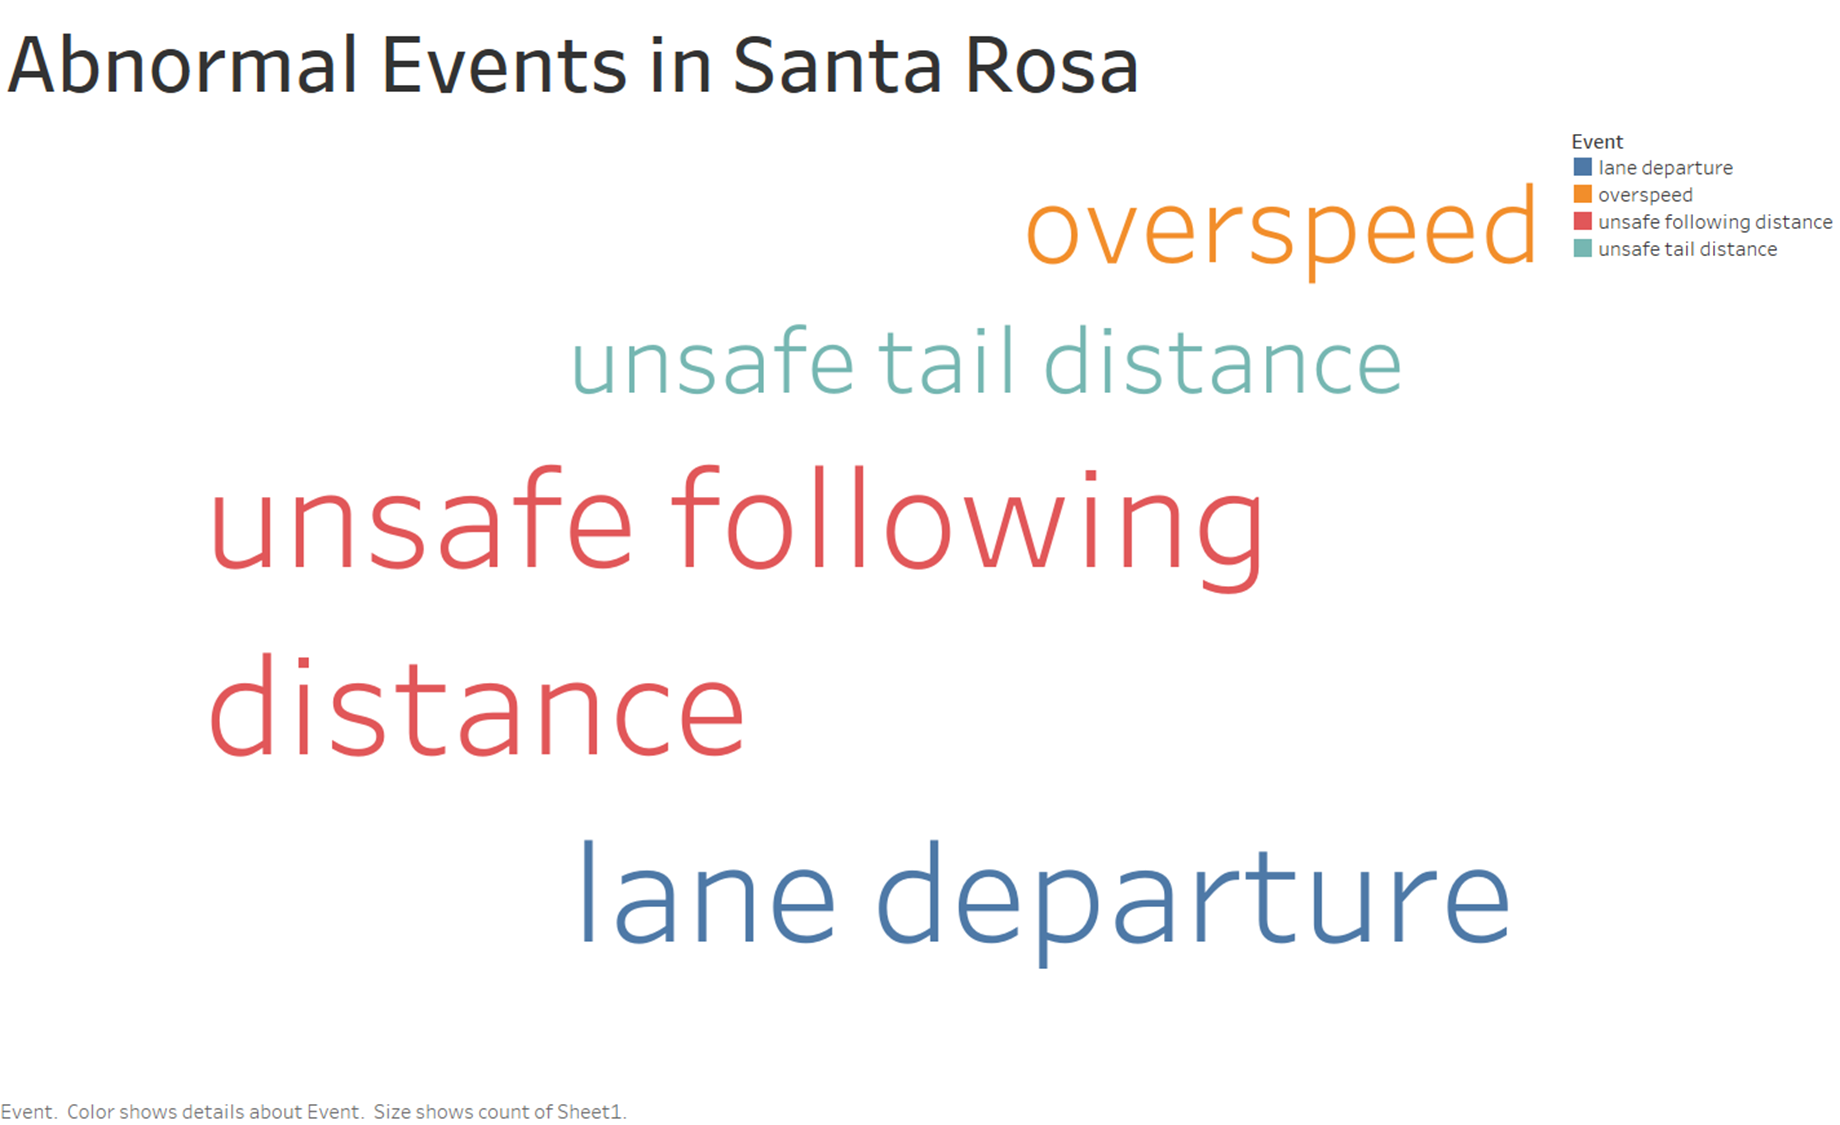 Abnormal Events in Santa Rosa
Event
lane departure
overspeed
unsafe following distance
unsafe tail distance
overspeed
unsafe tail distance
unsafe following
distance
lane departure
Event.  Color shows details about Event.  Size shows count of Sheet1.